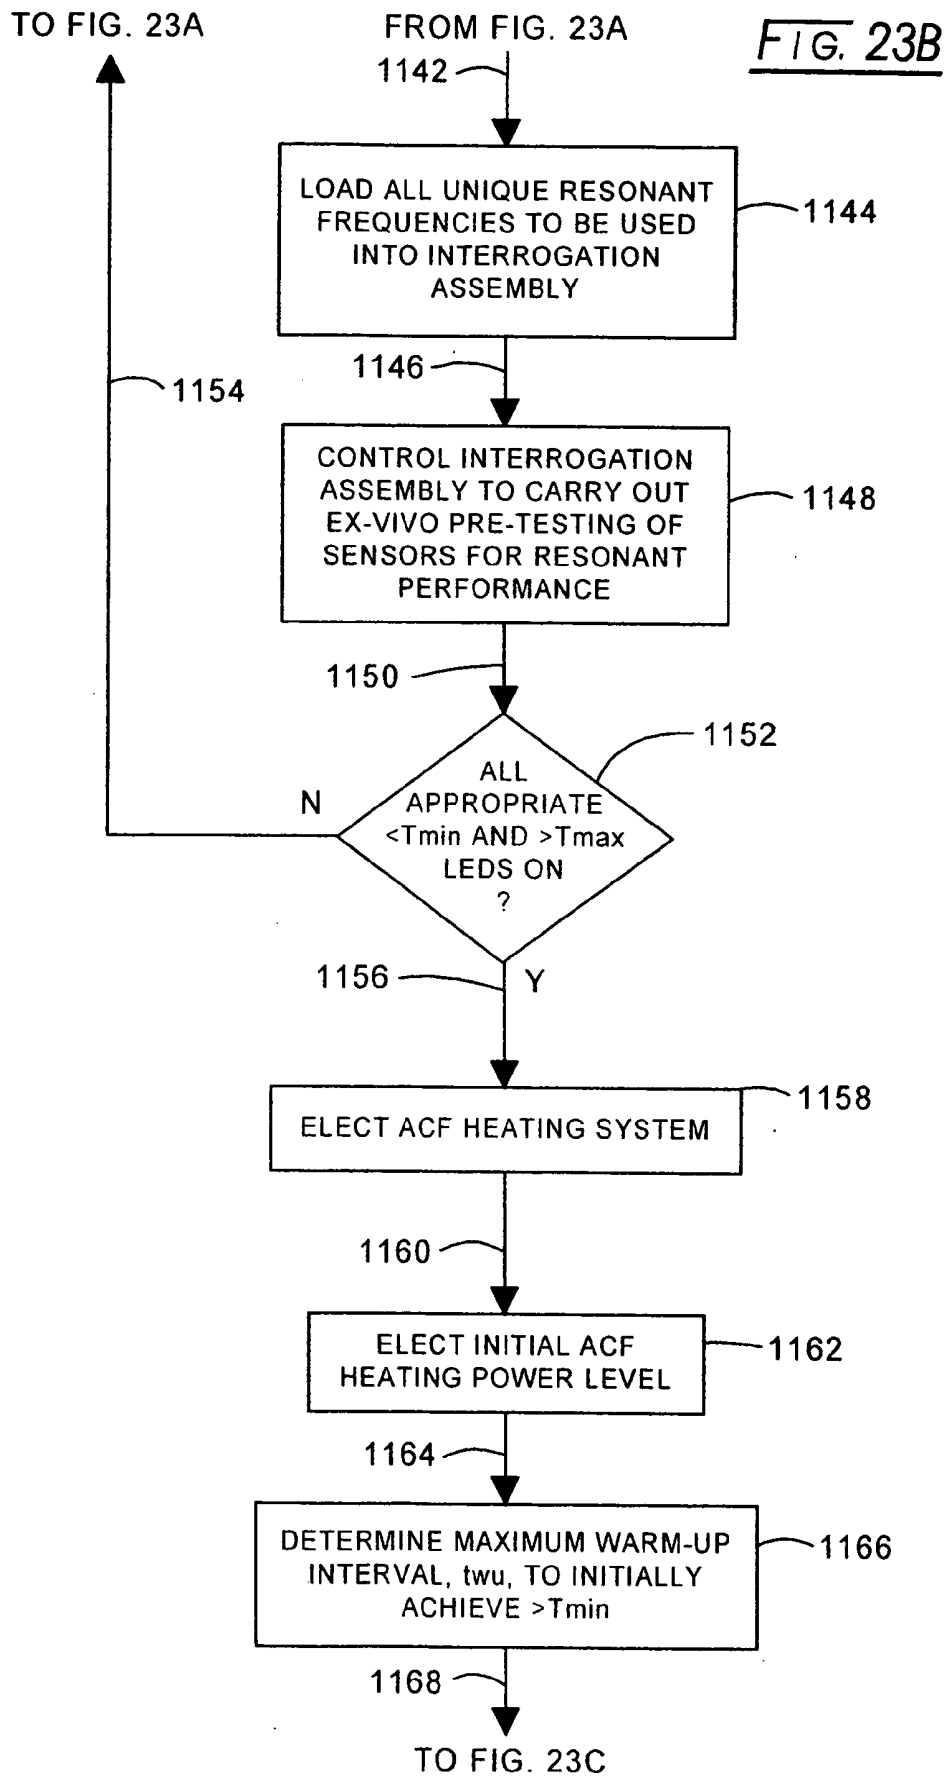 TO FIG. 23A
FROM FIG. 23A
FIG. 23B
1142
LOAD ALL UNIQUE RESONANT
FREQUENCIES TO BE USED
INTO INTERROGATION
ASSEMBLY
1144
1146
1154
CONTROL INTERROGATION
ASSEMBLY TO CARRY OUT
EX-VIVO PRE-TESTING OF
SENSORS FOR RESONANT
PERFORMANCE
1148
1150
1152
ALL
APPROPRIATE
<Tmin AND >Tmax
LEDS ON
?
N
1156
Y
1158
ELECT ACF HEATING SYSTEM
1160
ELECT INITIAL ACF
HEATING POWER LEVEL
1162
1164
DETERMINE MAXIMUM WARM-UP
INTERVAL, twu, TO INITIALLY
ACHIEVE >Tmin
1166
1168
TO FIG. 23C